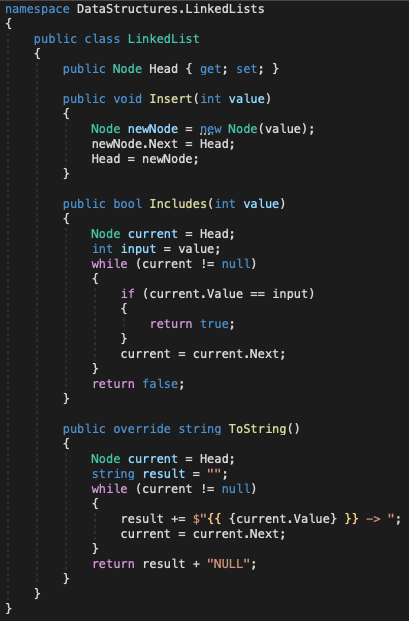 namespace DataStructures.LinkedLists
{
    public class LinkedList
    {
        public Node Head { get; set; }

        public void Insert(int value)
        {
            Node newNode = new Node(value);
            newNode.Next = Head;
            Head = newNode;
        }

        public bool Includes(int value)
        {
            Node current = Head;
            int input = value;
            while (current != null)
            {
                if (current.Value == input)
                {
                    return true;
                }
                current = current.Next;
            }
            return false;
        }

        public override string ToString()
        {
            Node current = Head;
            string result = "";
            while (current != null)
            {
                result += $"{{ {current.Value} }} -> ";
                current = current.Next;
            }
            return result + "NULL";
        }
    }
}